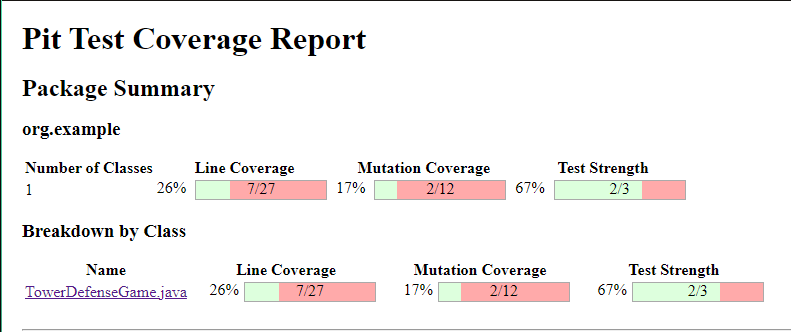 Pit Test Coverage Report
Package Summary
org.example
Number of Classes Line Coverage Mutation Coverage Test Strength
1 26% 7/27 17% 2/12 67% 2/3
Breakdown by Class
Name Line Coverage Mutation Coverage Test Strength
TowerDefenseGame.java 26% 7/27 17% 2/12 67% 2/3